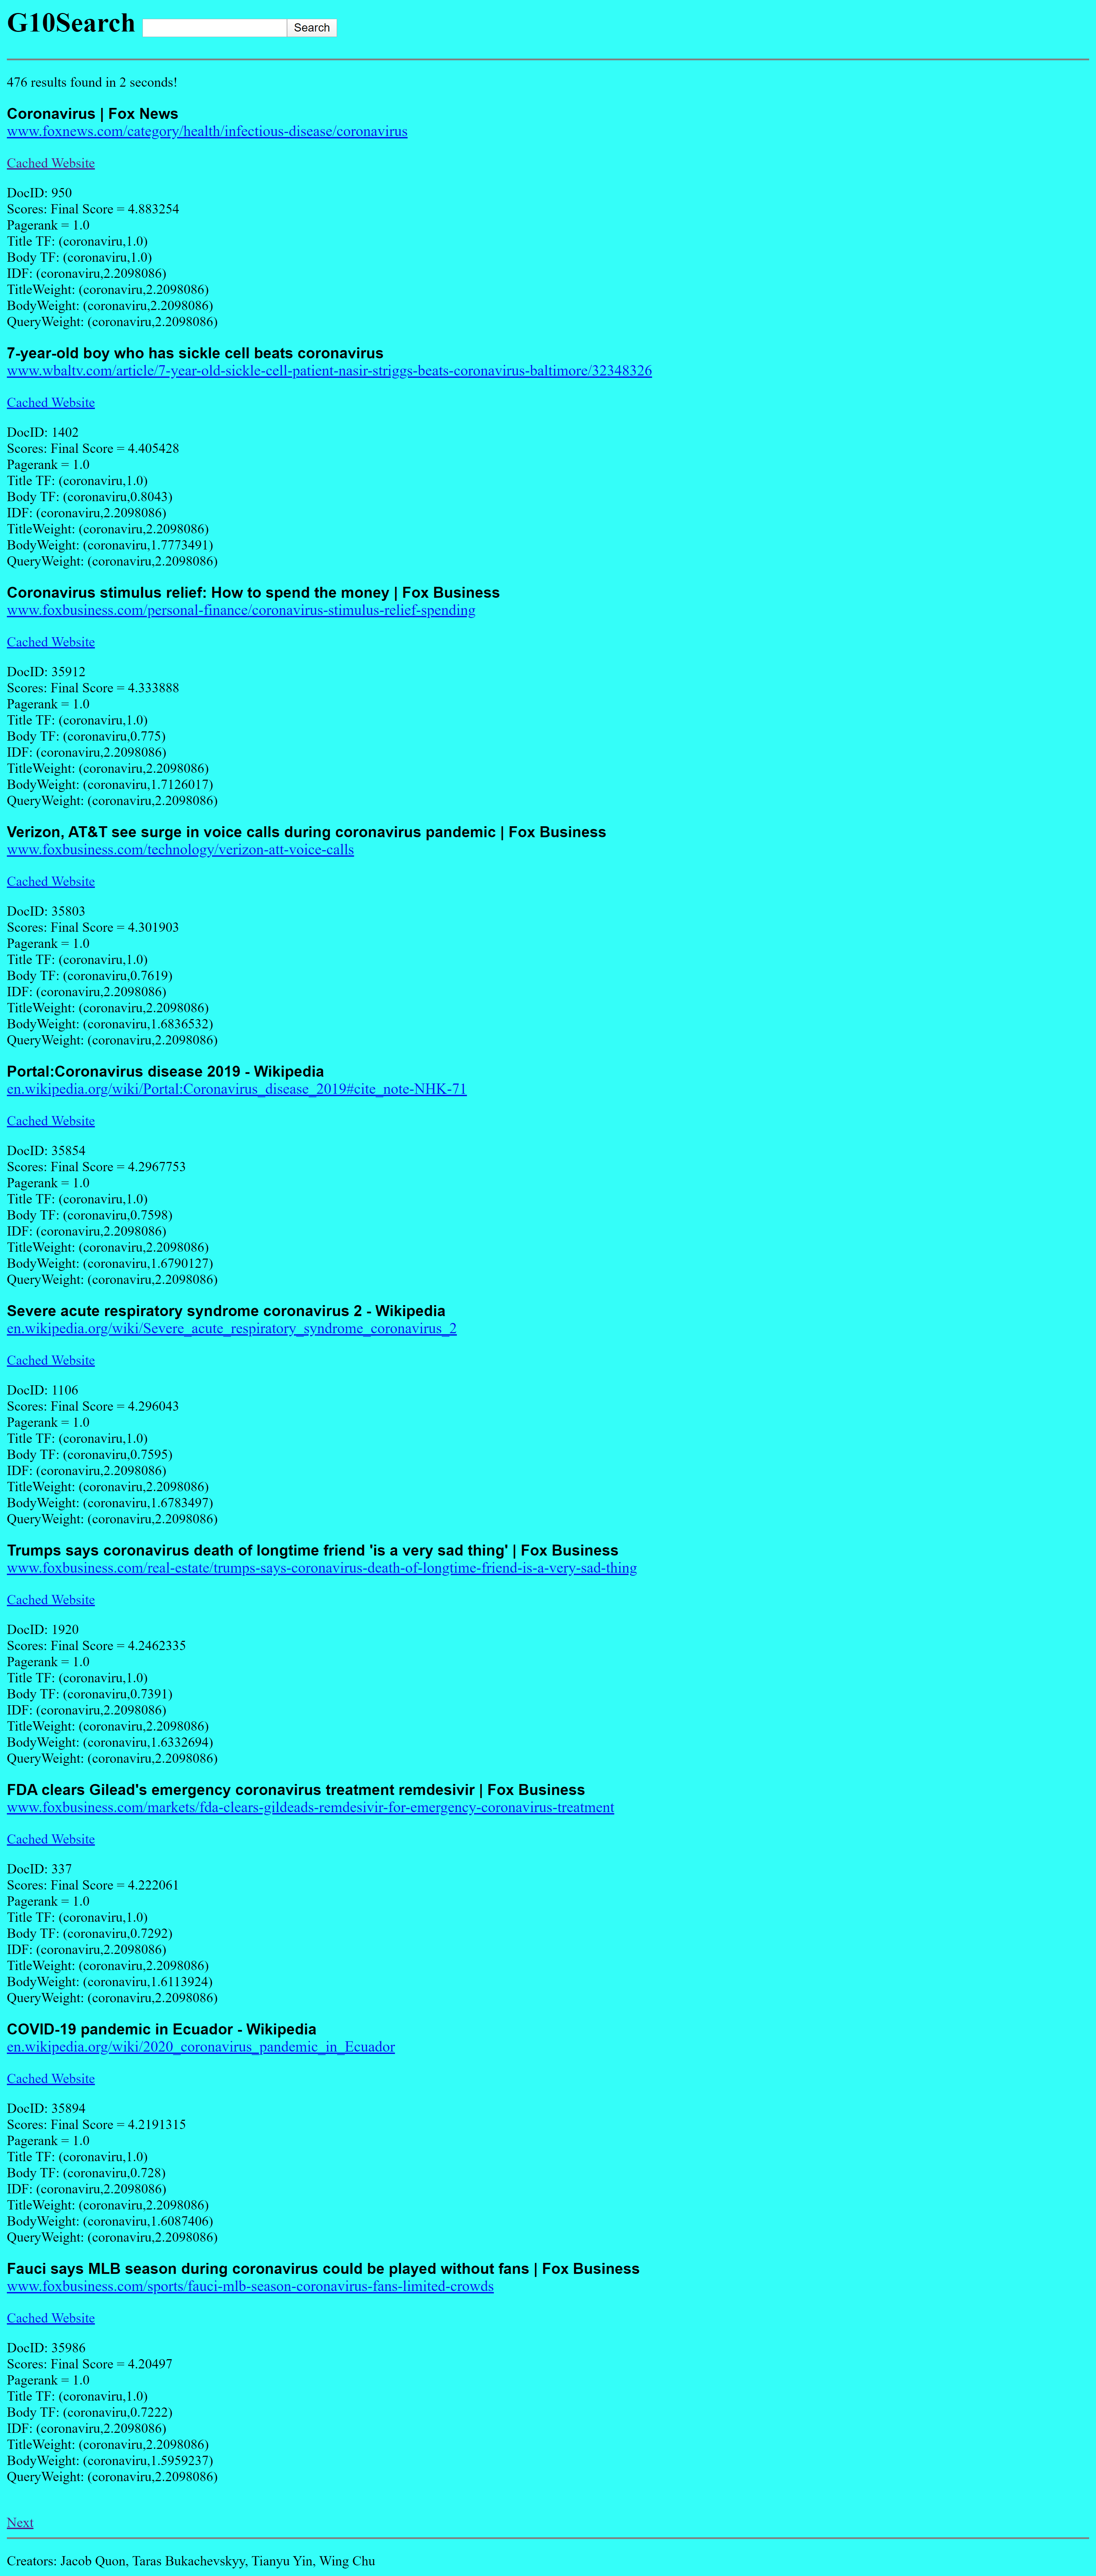 G10Search Search
476 results found in 2 seconds!
Coronavirus | Fox News
www.foxnews.com/category/health/infectious-disease/coronavirus
Cached Website
DocID: 950
Scores: Final Score = 4.883254
Pagerank = 1.0
Title TF: (coronaviru,1.0)
Body TF: (coronaviru,1.0)
IDF: (coronaviru,2.2098086)
TitleWeight: (coronaviru,2.2098086)
BodyWeight: (coronaviru,2.2098086)
QueryWeight: (coronaviru,2.2098086)
7-year-old boy who has sickle cell beats coronavirus
www.wbaltv.com/article/7-year-old-sickle-cell-patient-nasir-striggs-beats-coronavirus-baltimore/32348326
Cached Website
DocID: 1402
Scores: Final Score = 4.405428
Pagerank = 1.0
Title TF: (coronaviru,1.0)
Body TF: (coronaviru,0.8043)
IDF: (coronaviru,2.2098086)
TitleWeight: (coronaviru,2.2098086)
BodyWeight: (coronaviru,1.7773491)
QueryWeight: (coronaviru,2.2098086)
Coronavirus stimulus relief: How to spend the money | Fox Business
www.foxbusiness.com/personal-finance/coronavirus-stimulus-relief-spending
Cached Website
DocID: 35912
Scores: Final Score = 4.333888
Pagerank = 1.0
Title TF: (coronaviru,1.0)
Body TF: (coronaviru,0.775)
IDF: (coronaviru,2.2098086)
TitleWeight: (coronaviru,2.2098086)
BodyWeight: (coronaviru,1.7126017)
QueryWeight: (coronaviru,2.2098086)
Verizon, AT&T see surge in voice calls during coronavirus pandemic | Fox Business
www.foxbusiness.com/technology/verizon-att-voice-calls
Cached Website
DocID: 35803
Scores: Final Score = 4.301903
Pagerank = 1.0
Title TF: (coronaviru,1.0)
Body TF: (coronaviru,0.7619)
IDF: (coronaviru,2.2098086)
TitleWeight: (coronaviru,2.2098086)
BodyWeight: (coronaviru,1.6836532)
QueryWeight: (coronaviru,2.2098086)
Portal:Coronavirus disease 2019 - Wikipedia
en.wikipedia.org/wiki/Portal:Coronavirus_disease_2019#cite_note-NHK-71
Cached Website
DocID: 35854
Scores: Final Score = 4.2967753
Pagerank = 1.0
Title TF: (coronaviru,1.0)
Body TF: (coronaviru,0.7598)
IDF: (coronaviru,2.2098086)
TitleWeight: (coronaviru,2.2098086)
BodyWeight: (coronaviru,1.6790127)
QueryWeight: (coronaviru,2.2098086)
Severe acute respiratory syndrome coronavirus 2 - Wikipedia
en.wikipedia.org/wiki/Severe_acute_respiratory_syndrome_coronavirus_2
Cached Website
DocID: 1106
Scores: Final Score = 4.296043
Pagerank = 1.0
Title TF: (coronaviru,1.0)
Body TF: (coronaviru,0.7595)
IDF: (coronaviru,2.2098086)
TitleWeight: (coronaviru,2.2098086)
BodyWeight: (coronaviru,1.6783497)
QueryWeight: (coronaviru,2.2098086)
Trumps says coronavirus death of longtime friend 'is a very sad thing' | Fox Business
www.foxbusiness.com/real-estate/trumps-says-coronavirus-death-of-longtime-friend-is-a-very-sad-thing
Cached Website
DocID: 1920
Scores: Final Score = 4.2462335
Pagerank = 1.0
Title TF: (coronaviru,1.0)
Body TF: (coronaviru,0.7391)
IDF: (coronaviru,2.2098086)
TitleWeight: (coronaviru,2.2098086)
BodyWeight: (coronaviru,1.6332694)
QueryWeight: (coronaviru,2.2098086)
FDA clears Gilead's emergency coronavirus treatment remdesivir | Fox Business
www.foxbusiness.com/markets/fda-clears-gildeads-remdesivir-for-emergency-coronavirus-treatment
Cached Website
DocID: 337
Scores: Final Score = 4.222061
Pagerank = 1.0
Title TF: (coronaviru,1.0)
Body TF: (coronaviru,0.7292)
IDF: (coronaviru,2.2098086)
TitleWeight: (coronaviru,2.2098086)
BodyWeight: (coronaviru,1.6113924)
QueryWeight: (coronaviru,2.2098086)
COVID-19 pandemic in Ecuador - Wikipedia
en.wikipedia.org/wiki/2020_coronavirus_pandemic_in_Ecuador
Cached Website
DocID: 35894
Scores: Final Score = 4.2191315
Pagerank = 1.0
Title TF: (coronaviru,1.0)
Body TF: (coronaviru,0.728)
IDF: (coronaviru,2.2098086)
TitleWeight: (coronaviru,2.2098086)
BodyWeight: (coronaviru,1.6087406)
QueryWeight: (coronaviru,2.2098086)
Fauci says MLB season during coronavirus could be played without fans | Fox Business
www.foxbusiness.com/sports/fauci-mlb-season-coronavirus-fans-limited-crowds
Cached Website
DocID: 35986
Scores: Final Score = 4.20497
Pagerank = 1.0
Title TF: (coronaviru,1.0)
Body TF: (coronaviru,0.7222)
IDF: (coronaviru,2.2098086)
TitleWeight: (coronaviru,2.2098086)
BodyWeight: (coronaviru,1.5959237)
QueryWeight: (coronaviru,2.2098086)
Next
Creators: Jacob Quon, Taras Bukachevskyy, Tianyu Yin, Wing Chu